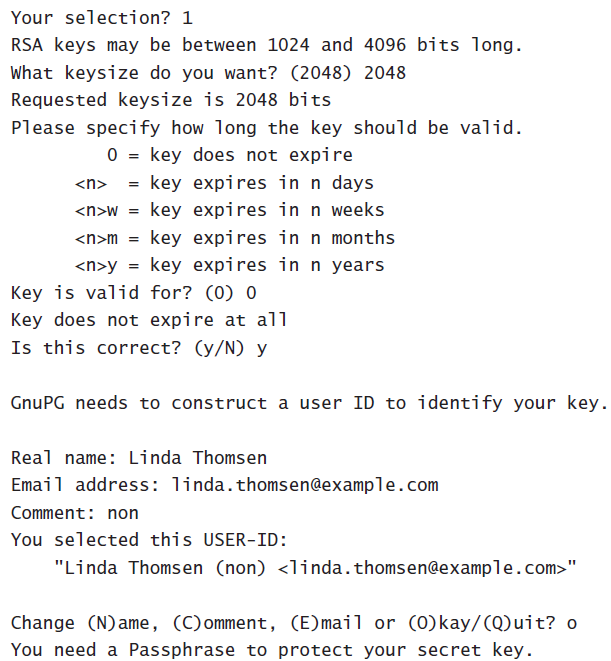 Your selection? 1
RSA keys may be between 1024 and 4096 bits long.
What keysize do you want? (2048) 2048
Requested keysize is 2048 bits
Please specify how long the key should be valid.
0 = key does not expire
<n> = key expires in n days
<n>w = key expires in n weeks
<n>m = key expires in n months
<n>y = key expires in n years
Key is valid for? (0) 0
Key does not expire at all
Is this correct? (y/N) y
GnuPG needs to construct a user ID to identify your key.
Real name: Linda Thomsen
Email address: linda.thomsen@example.com
Comment: non
You selected this USER-ID:
"Linda Thomsen (non) <linda.thomsen@example.com>"
Change (N)ame, (C)omment, (E)mail or (O)kay/(Q)uit? o
You need a Passphrase to protect your secret key.